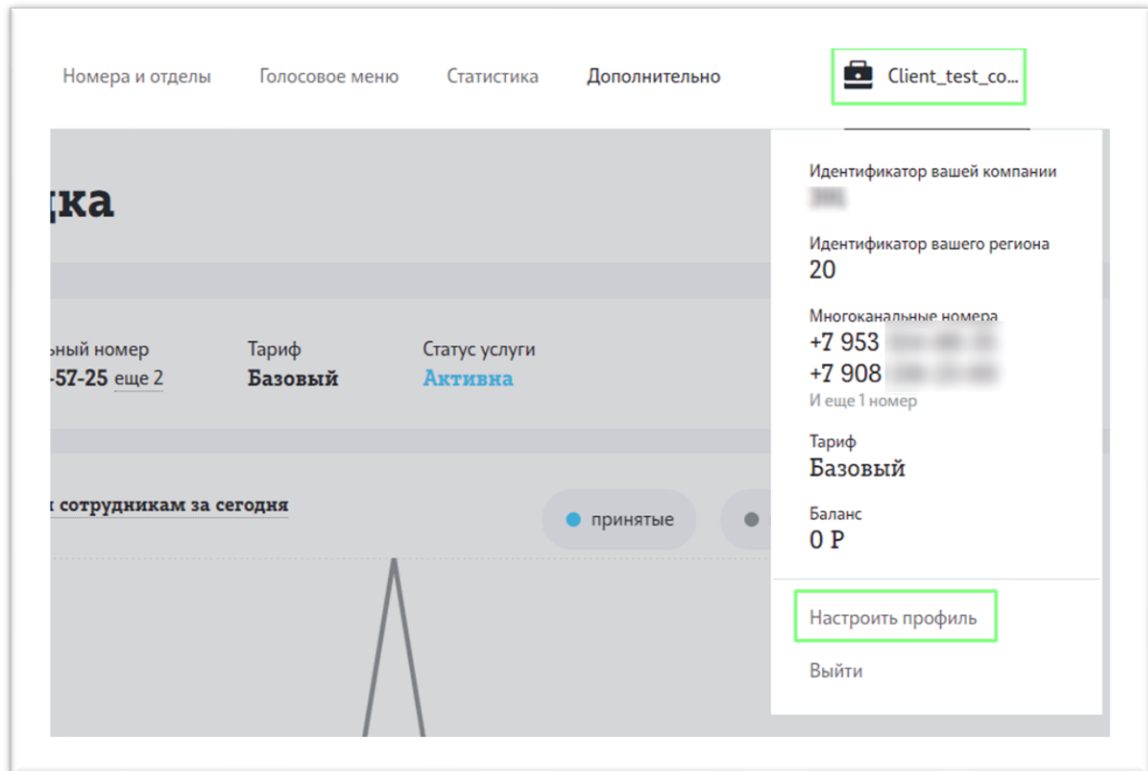 Номера и отделы Голосовое меню Статистика Дополнительно Client_test_co...
Идентификатор вашей компании
Идентификатор вашего региона
20
Многоканальные номера
+7 953
+7 908
И еще 1 номер
Тариф
Базовый
Баланс
0 Р
Настроить профиль
Выйти
дка
ьный номер Тариф Статус услуги
-57-25 еще 2 Базовый Активна
и сотрудникам за сегодня
принятые